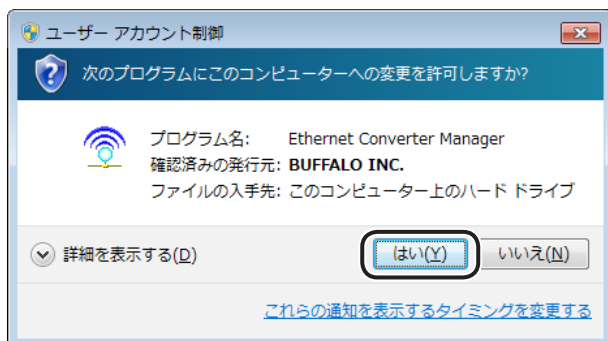 ユーザー アカウント制御
次のプログラムにこのコンピューターへの変更を許可しますか?
プログラム名: Ethernet Converter Manager
確認済みの発行元: BUFFALO INC.
ファイルの入手先: このコンピューター上のハード ドライブ
詳細を表示する(D) はい(Y) いいえ(N)
これらの通知を表示するタイミングを変更する